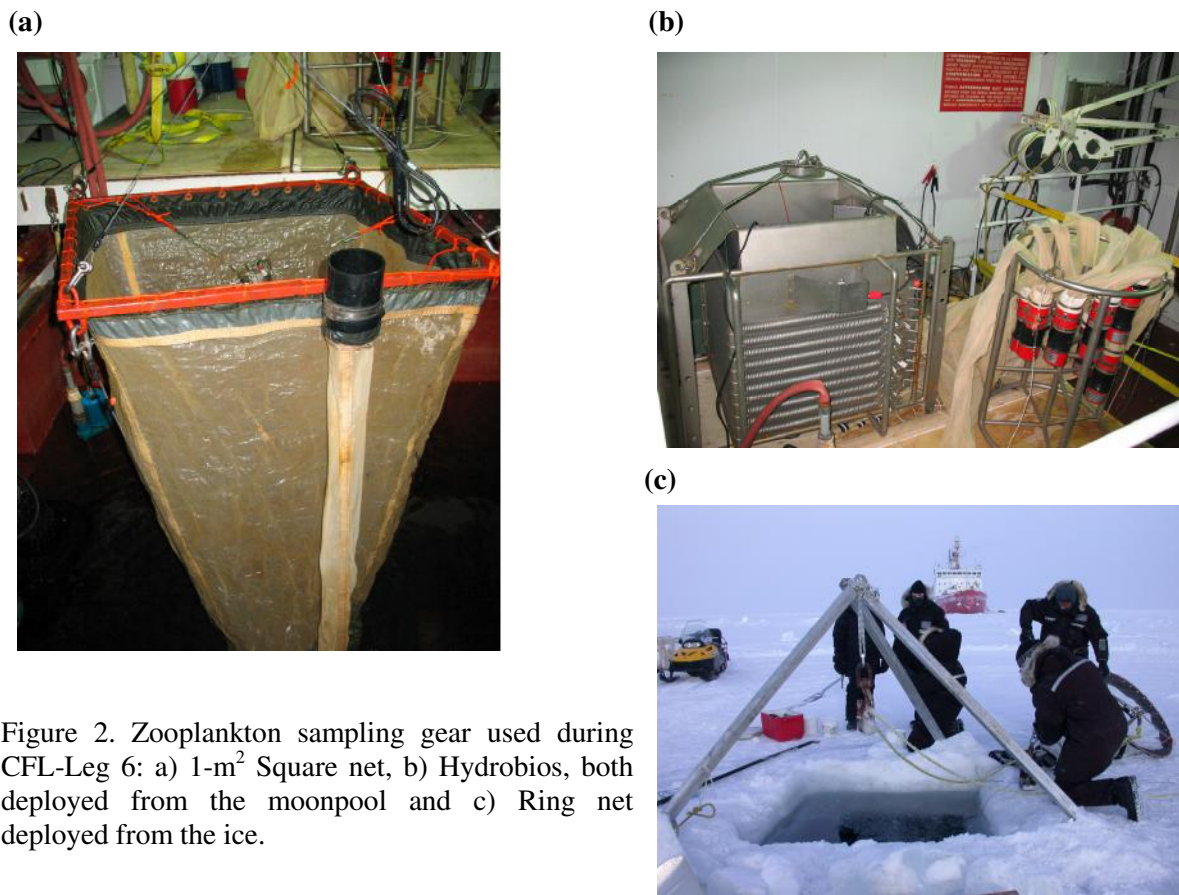 (a)
(b)
(c)
Figure 2. Zooplankton sampling gear used during
CFL-Leg 6: a) 1-m² Square net, b) Hydrobios, both
deployed from the moonpool and c) Ring net
deployed from the ice.